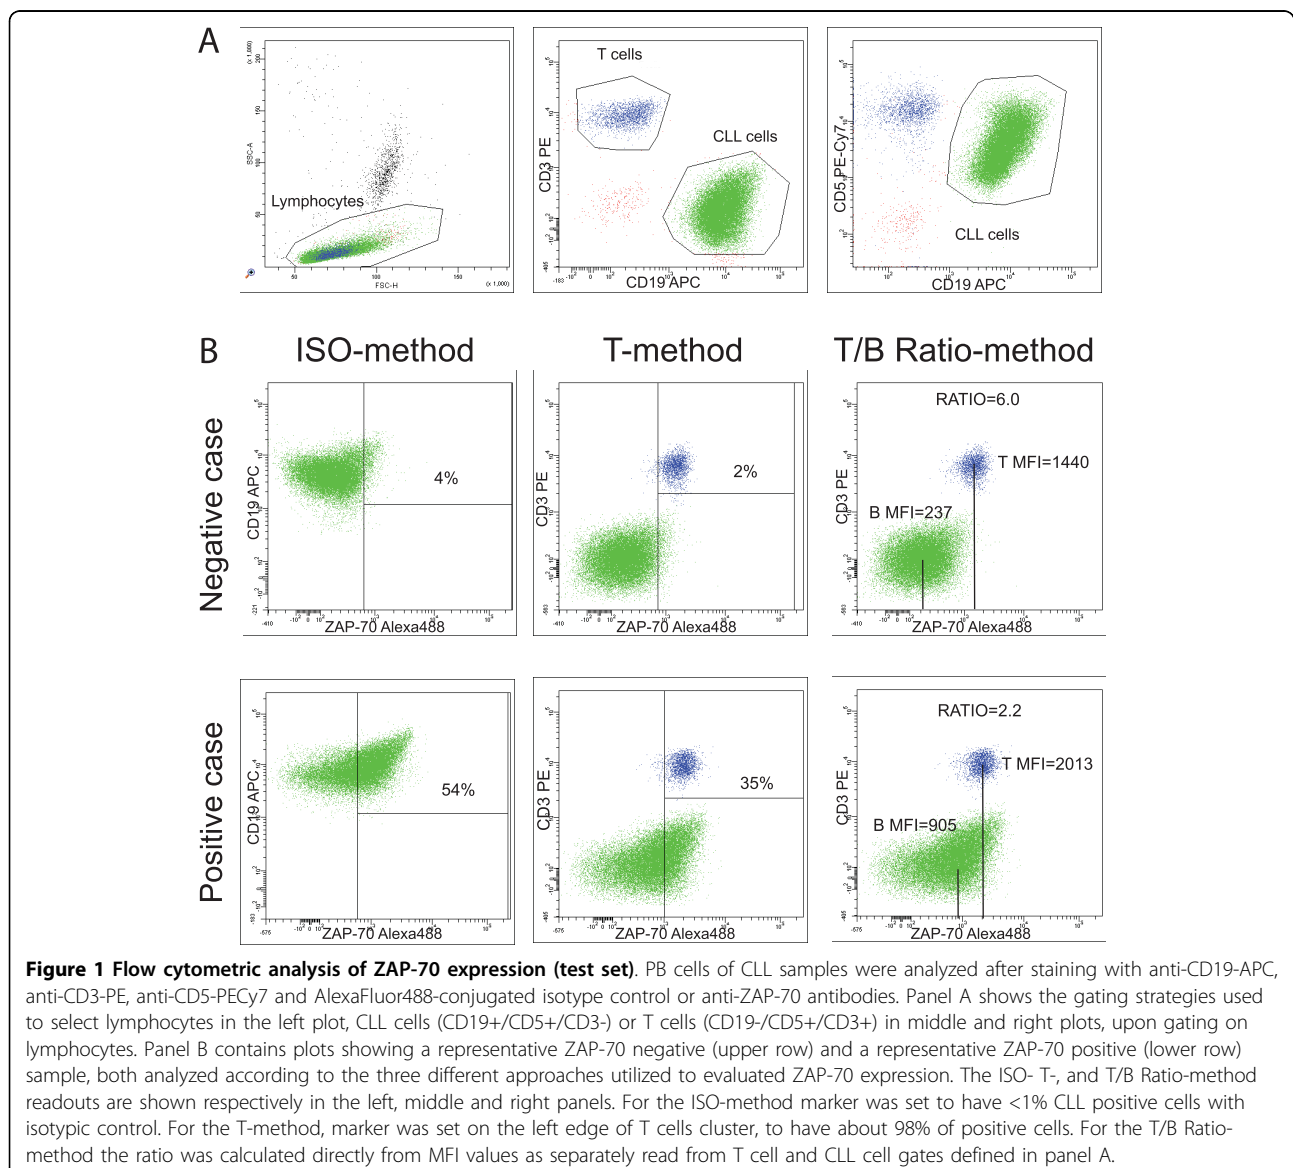 A
(x 1,000)
200
150
100
50
SSC-A
Lymphocytes
50
100
150
FSC-H
(x 1,000)
T cells
CLL cells
CD3 PE
CD19 APC
CLL cells
CD5 PE-Cy7
CD19 APC
B
ISO-method
T-method
T/B Ratio-method
Negative case
4%
CD19 APC
ZAP-70 Alexa488
2%
CD3 PE
ZAP-70 Alexa488
RATIO=6.0
T MFI=1440
B MFI=237
CD3 PE
ZAP-70 Alexa488
Positive case
54%
CD19 APC
ZAP-70 Alexa488
35%
CD3 PE
ZAP-70 Alexa488
RATIO=2.2
T MFI=2013
B MFI=905
CD3 PE
ZAP-70 Alexa488
Figure 1 Flow cytometric analysis of ZAP-70 expression (test set). PB cells of CLL samples were analyzed after staining with anti-CD19-APC,
anti-CD3-PE, anti-CD5-PECy7 and AlexaFluor488-conjugated isotype control or anti-ZAP-70 antibodies. Panel A shows the gating strategies used
to select lymphocytes in the left plot, CLL cells (CD19+/CD5+/CD3-) or T cells (CD19-/CD5+/CD3+) in middle and right plots, upon gating on
lymphocytes. Panel B contains plots showing a representative ZAP-70 negative (upper row) and a representative ZAP-70 positive (lower row)
sample, both analyzed according to the three different approaches utilized to evaluated ZAP-70 expression. The ISO- T-, and T/B Ratio-method
readouts are shown respectively in the left, middle and right panels. For the ISO-method marker was set to have <1% CLL positive cells with
isotypic control. For the T-method, marker was set on the left edge of T cells cluster, to have about 98% of positive cells. For the T/B Ratio-
method the ratio was calculated directly from MFI values as separately read from T cell and CLL cell gates defined in panel A.